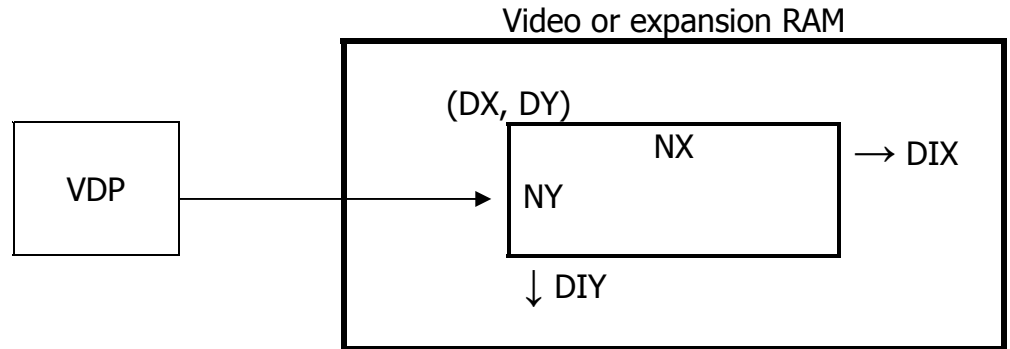 Video or expansion RAM
(DX, DY)
NX
→ DIX
VDP
NY
↓ DIY